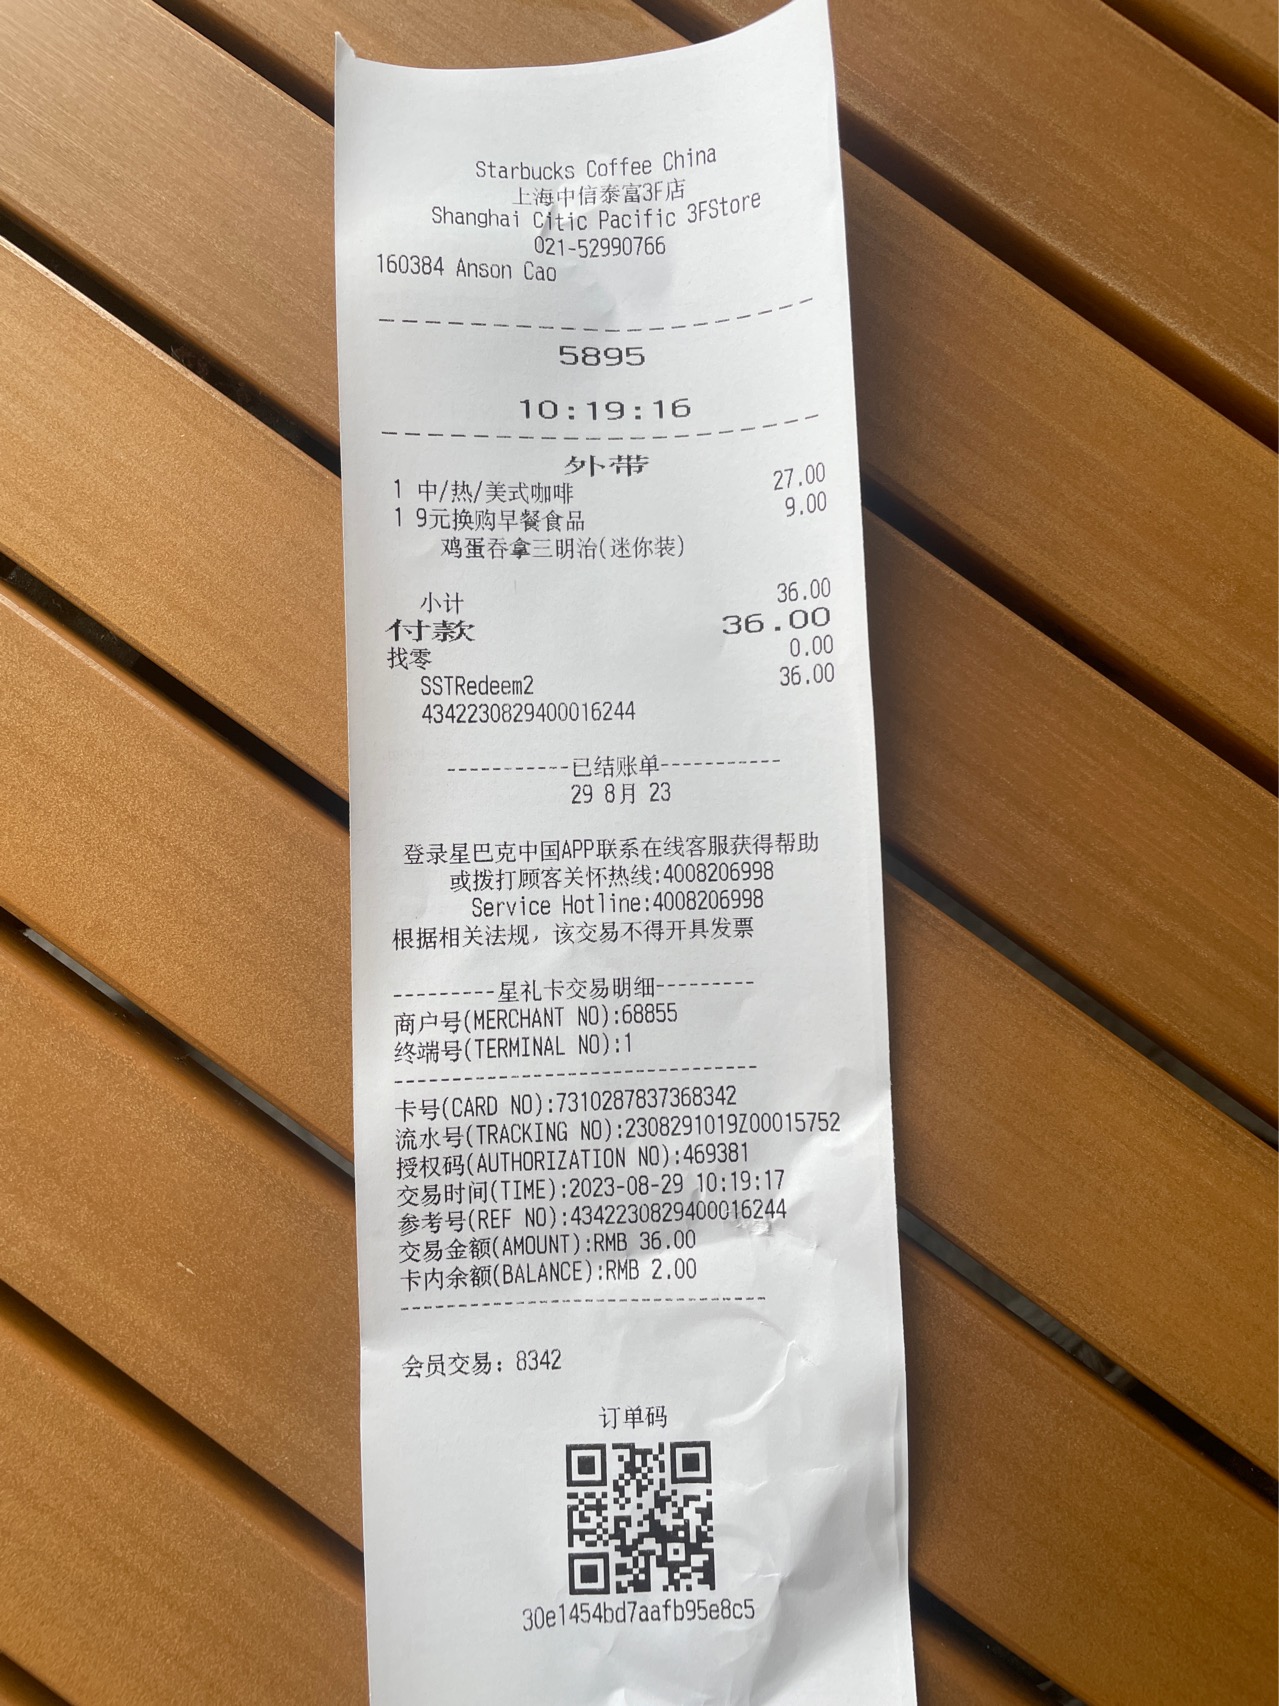 Starbucks Coffee China
上海中信泰富3F店
Shanghai Citic Pacific 3FStore
021-52990766
160384 Anson Cao
5895
10:19:16
外带
1 中/热/美式咖啡 27.00
1 9元换购早餐食品 9.00
鸡蛋吞拿三明治(迷你装)
小计 36.00
付款 36.00
找零 0.00
SSTRedeem2 36.00
4342230829400016244
-----------已结账单-----------
29 8月 23
登录星巴克中国APP联系在线客服获得帮助
或拨打顾客关怀热线:4008206998
Service Hotline:4008206998
根据相关法规，该交易不得开具发票
---------星礼卡交易明细---------
商户号(MERCHANT NO):68855
终端号(TERMINAL NO):1
卡号(CARD NO):7310287837368342
流水号(TRACKING NO):2308291019Z00015752
授权码(AUTHORIZATION NO):469381
交易时间(TIME):2023-08-29 10:19:17
参考号(REF NO):4342230829400016244
交易金额(AMOUNT):RMB 36.00
卡内余额(BALANCE):RMB 2.00
会员交易: 8342
订单码
30e1454bd7aafb95e8c5